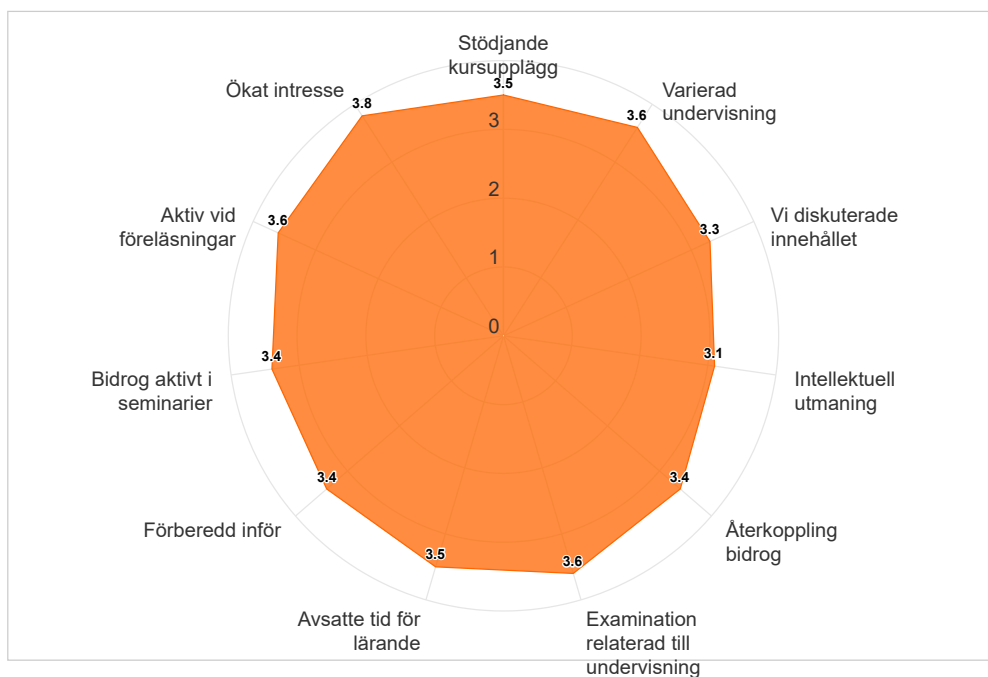 Stödjande
kursupplägg
3.5
Ökat intresse
3.8
Varierad
undervisning
3.6
3
2
1
0
Aktiv vid
föreläsningar
3.6
Vi diskuterade
innehållet
3.3
Bidrog aktivt i
seminarier
3.4
Intellektuell
utmaning
3.1
Förberedd inför
3.4
Återkoppling
bidrog
3.4
Avsatte tid för
lärande
3.5
Examination
relaterad till
undervisning
3.6